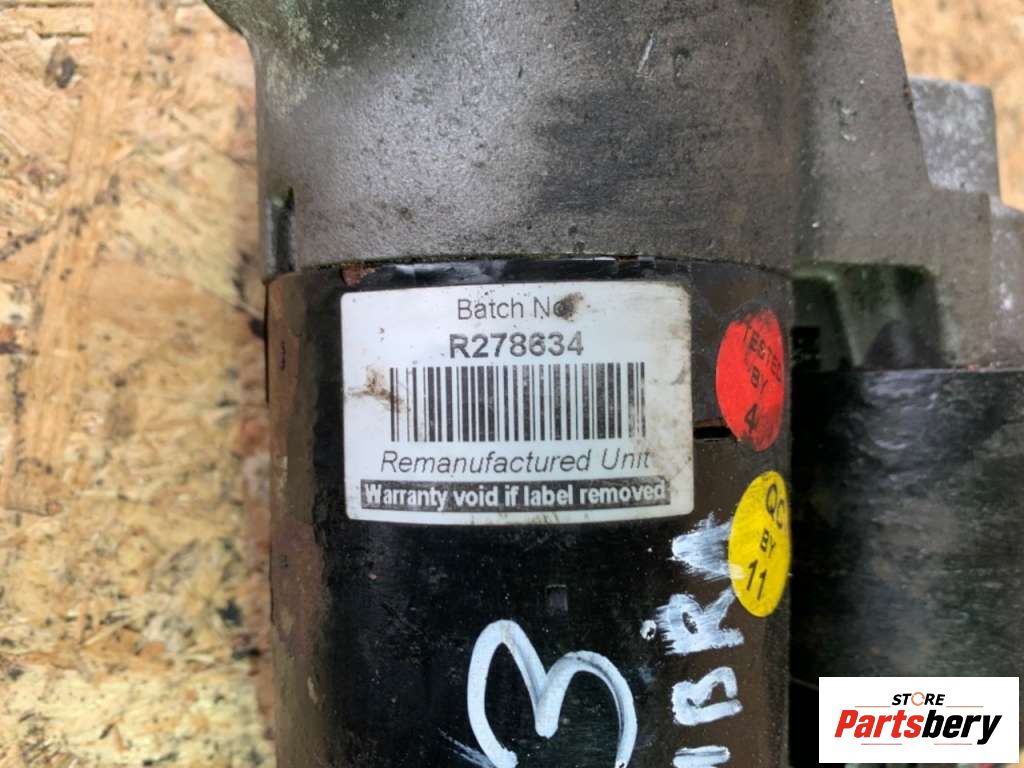 Batch No
R278634
Remanufactured Unit
Warranty void if label removed
TESTED
BY
4
QC
BY
11
3
STORE
Partsbery